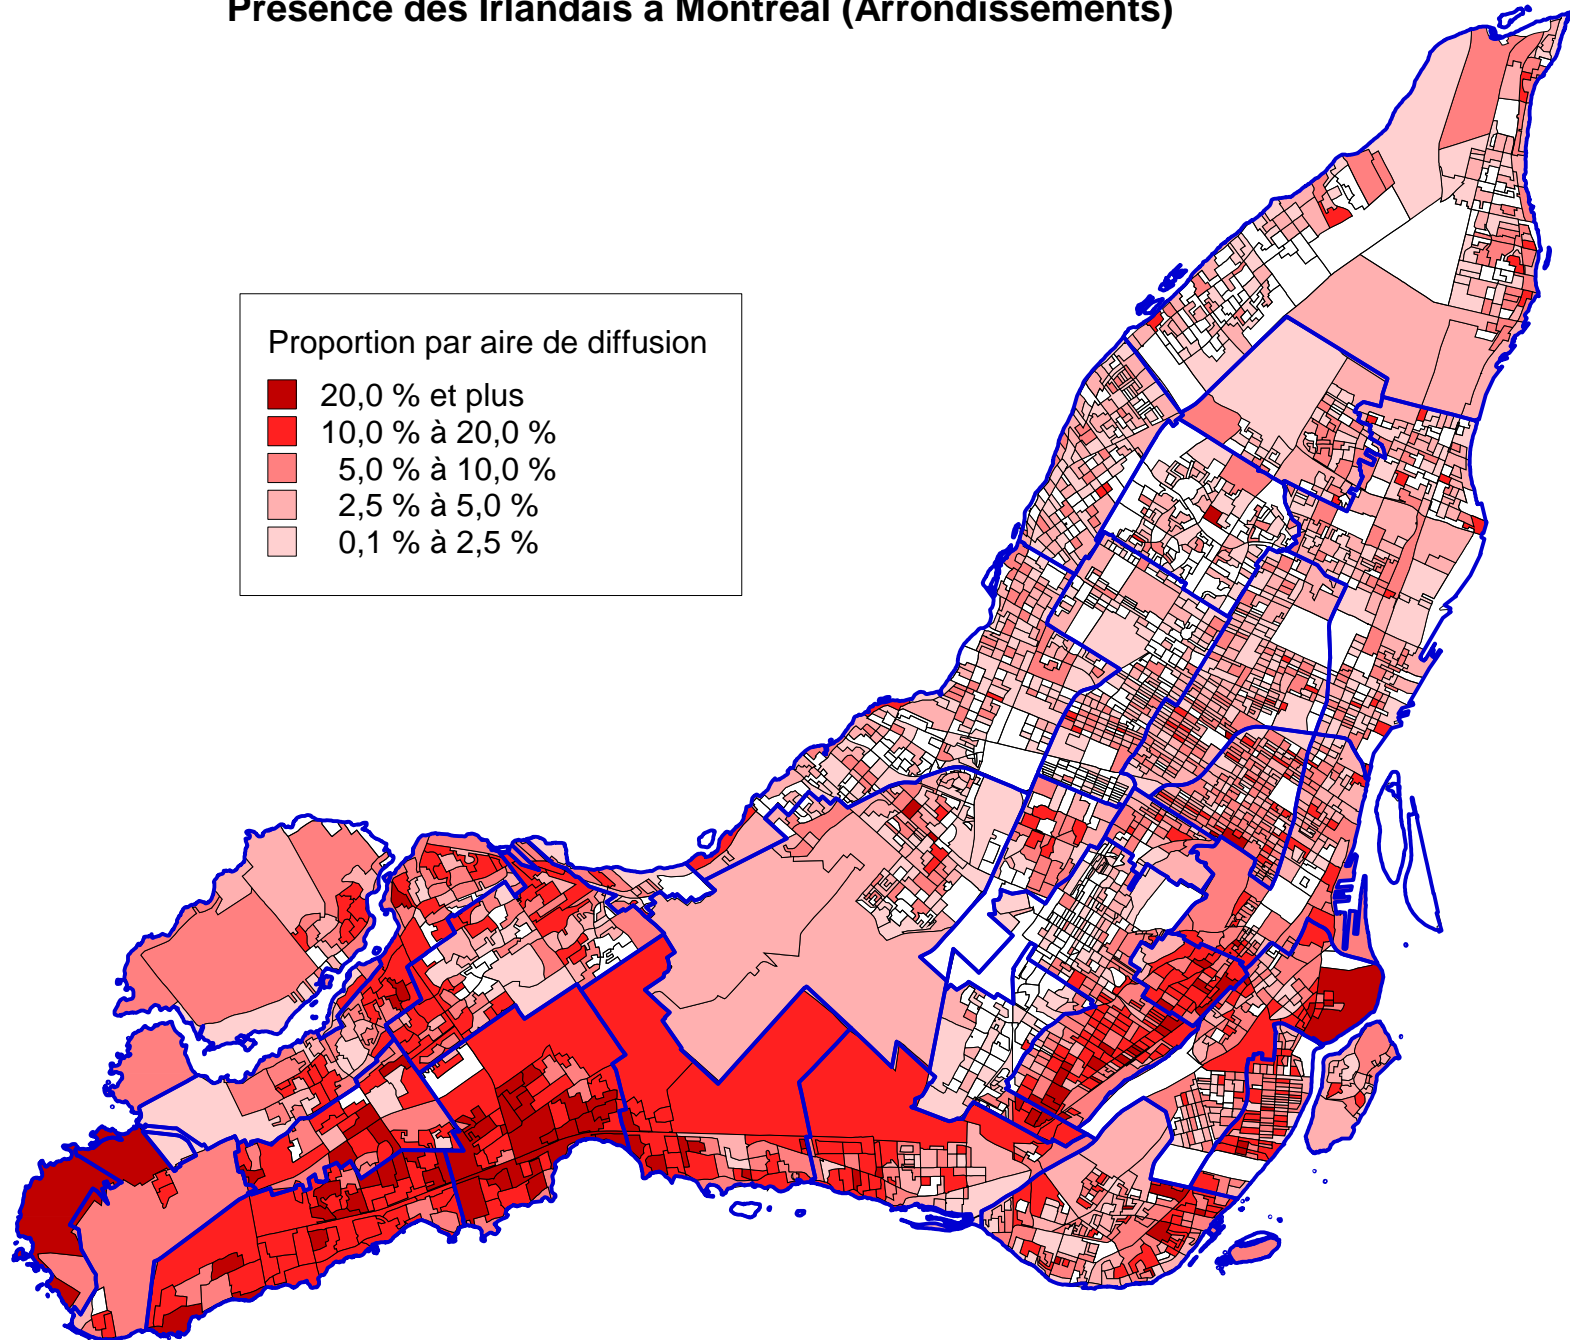 Présence des Irlandais à Montréal (Arrondissements)
Proportion par aire de diffusion
20,0 % et plus
10,0 % à 20,0 %
5,0 % à 10,0 %
2,5 % à 5,0 %
0,1 % à 2,5 %